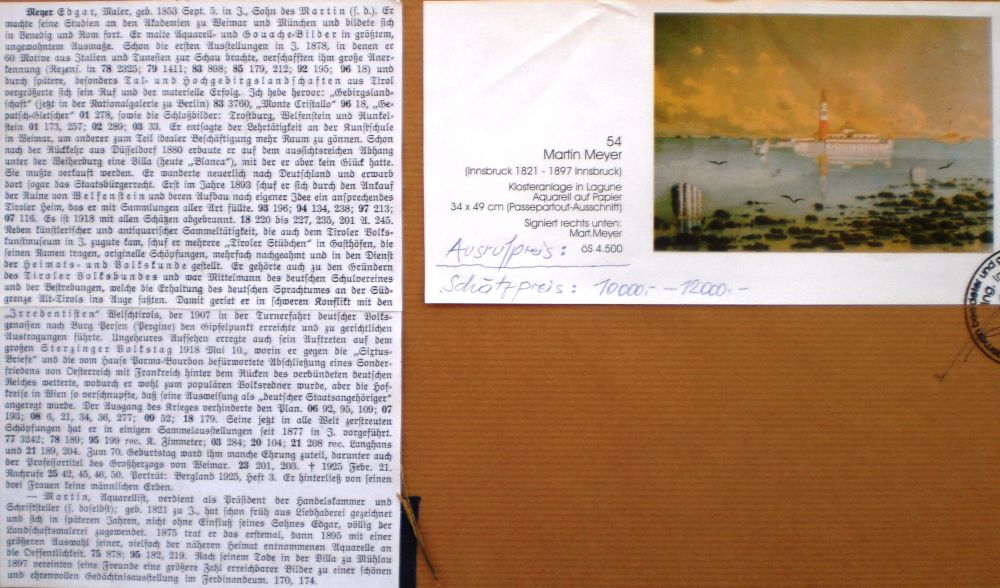 Meyer Edgar, Maler, geb. 1853 Sept. 5. in J., Sohn des Martin (s. d.). Er
machte seine Studien an den Akademien zu Weimar und München und bildete sich
in Venedig und Rom fort. Er malte Aquarell- und Gouache-Bilder in größtem,
ungewohntem Ausmaße. Schon die ersten Ausstellungen in J. 1878, in denen er
60 Motive aus Italien und Tunesien zur Schau brachte, verschafften ihm große Aner-
kennung (Rezens. in 78 2325; 79 1411; 83 898; 85 179, 212; 92 195; 96 18) und
durch spätere, besonders Tal- und Hochgebirgslandschaften aus Tirol
vergrößerte sich sein Ruf und der materielle Erfolg. Ich hebe hervor: „Gebirgsland-
schaft" (jetzt in der Nationalgalerie zu Berlin) 83 3760, „Monte Cristallo" 96 18, „Ge-
patsch-Gletscher" 01 278, sowie die Schloßbilder: Trostburg, Welfenstein und Runkel-
stein 01 173, 257; 02 289; 03 33. Er entsagte der Lehrtätigkeit an der Kunstschule
in Weimar, um anderer zum Teil idealer Beschäftigung mehr Raum zu gönnen. Schon
nach der Rückkehr aus Düsseldorf 1880 erbaute er auf dem aussichtsreichen Abhang
unter der Weiherburg eine Villa (heute „Blanca"), mit der er aber kein Glück hatte.
Sie mußte verkauft werden. Er wanderte neuerlich nach Deutschland und erwarb
dort sogar das Staatsbürgerrecht. Erst im Jahre 1893 schuf er sich durch den Ankauf
der Ruine von Welfenstein und deren Aufbau nach eigener Idee ein ansprechendes
Tiroler Heim, das er mit Sammlungen aller Art füllte. 93 196; 94 134, 238; 97 213;
07 116. Es ist 1918 mit allen Schätzen abgebrannt. 18 220 bis 227, 235, 201 A. 245.
Neben künstlerischer und antiquarischer Sammeltätigkeit, die auch dem Tiroler Volks-
kunstmuseum in J. zugute kam, schuf er mehrere „Tiroler Stübchen" in Gasthöfen, die
seinen Namen tragen, originelle Schöpfungen, mehrfach nachgeahmt und in den Dienst
der Heimats- und Volkskunde gestellt. Er gehörte auch zu den Gründern
des Tiroler Volksbundes und war Mittelmann des deutschen Schulvereines
und der Bestrebungen, welche die Erhaltung des deutschen Sprachtumes an der Süd-
grenze Alt-Tirols ins Auge faßten. Damit geriet er in schweren Konflikt mit den
„Irredentisten" Welschtirols, der 1907 in der Turnerfahrt deutscher Volks-
genossen nach Burg Persen (Pergine) den Gipfelpunkt erreichte und zu gerichtlichen
Austragungen führte. Ungeheures Aufsehen erregte auch sein Auftreten auf dem
großen Sterzinger Volkstag 1918 Mai 10., worin er gegen die „Sixtus-
Briefe" und die vom Hause Parma-Bourbon befürwortete Abschließung eines Sonder-
friedens von Oesterreich mit Frankreich hinter dem Rücken des verbündeten deutschen
Reiches wetterte, wodurch er wohl zum populären Volksredner wurde, aber die Hof-
kreise in Wien so verschnupfte, daß seine Ausweisung als „deutscher Staatsangehöriger"
angeregt wurde. Der Ausgang des Krieges verhinderte den Plan. 06 92, 95, 109; 07
193; 08 6, 21, 34, 36, 277; 09 52; 18 179. Seine jetzt in alle Welt zerstreuten
Schöpfungen hat er in einigen Sammelausstellungen seit 1877 in J. vorgeführt.
77 3242; 78 189; 95 199 rec. K. Zimmeter; 03 284; 20 104; 21 208 rec. Langhans
und 21 189, 204. Zum 70. Geburtstag ward ihm manche Ehrung zuteil, darunter auch
der Professortitel des Großherzogs von Weimar. 23 201, 203. † 1925 Febr. 21.
Nachrufe 25 42, 45, 46, 50. Porträt: Bergland 1925, Heft 3. Er hinterließ von seinen
drei Frauen keine männlichen Erben.
— Martin, Aquarellist, verdient als Präsident der Handelskammer und
Schriftsteller (s. daselbst); geb. 1821 zu J., hat schon früh aus Liebhaberei gezeichnet
und sich in späteren Jahren, nicht ohne Einfluß seines Sohnes Edgar, völlig der
Landschaftsmalerei zugewendet. 1875 trat er das erstemal, dann 1895 mit einer
größeren Auswahl seiner, vielfach der näheren Heimat entnommenen Aquarelle an
die Oeffentlichkeit. 75 878; 95 182, 219. Nach seinem Tode in der Villa zu Mühlau
1897 vereinten seine Freunde eine größere Zahl erreichbarer Bilder zu einer schönen
und ehrenvollen Gedächtnisausstellung im Ferdinandeum. 170, 174.
54
Martin Meyer
(Innsbruck 1821 - 1897 Innsbruck)
Klosteranlage in Lagune
Aquarell auf Papier
34 x 49 cm (Passepartout-Ausschnitt)
Signiert rechts unten:
Mart.Meyer
Ausrufpreis: öS 4.500
Schätzpreis: 10000.- – 12000.-